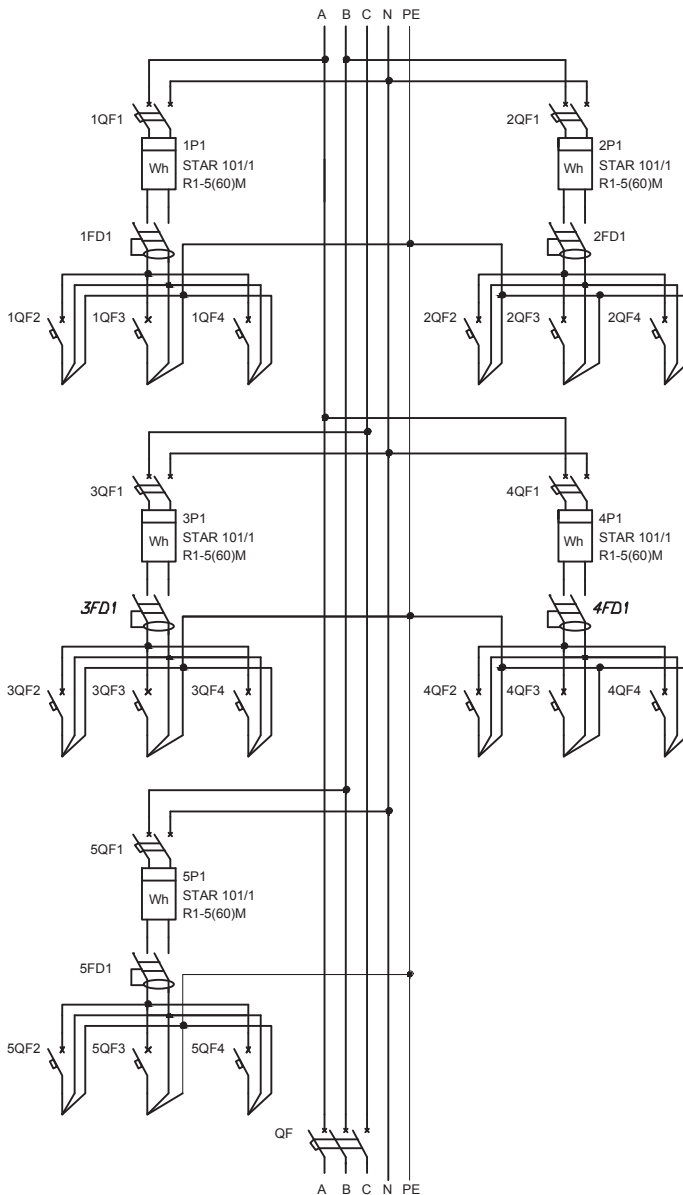 A B C N PE
1QF1
1P1
Wh
STAR 101/1
R1-5(60)M
2QF1
2P1
Wh
STAR 101/1
R1-5(60)M
1FD1
2FD1
1QF2 1QF3 1QF4
2QF2 2QF3 2QF4
3QF1
3P1
Wh
STAR 101/1
R1-5(60)M
4QF1
4P1
Wh
STAR 101/1
R1-5(60)M
3FD1
4FD1
3QF2 3QF3 3QF4
4QF2 4QF3 4QF4
5QF1
5P1
Wh
STAR 101/1
R1-5(60)M
5FD1
5QF2 5QF3 5QF4
QF
A B C N PE